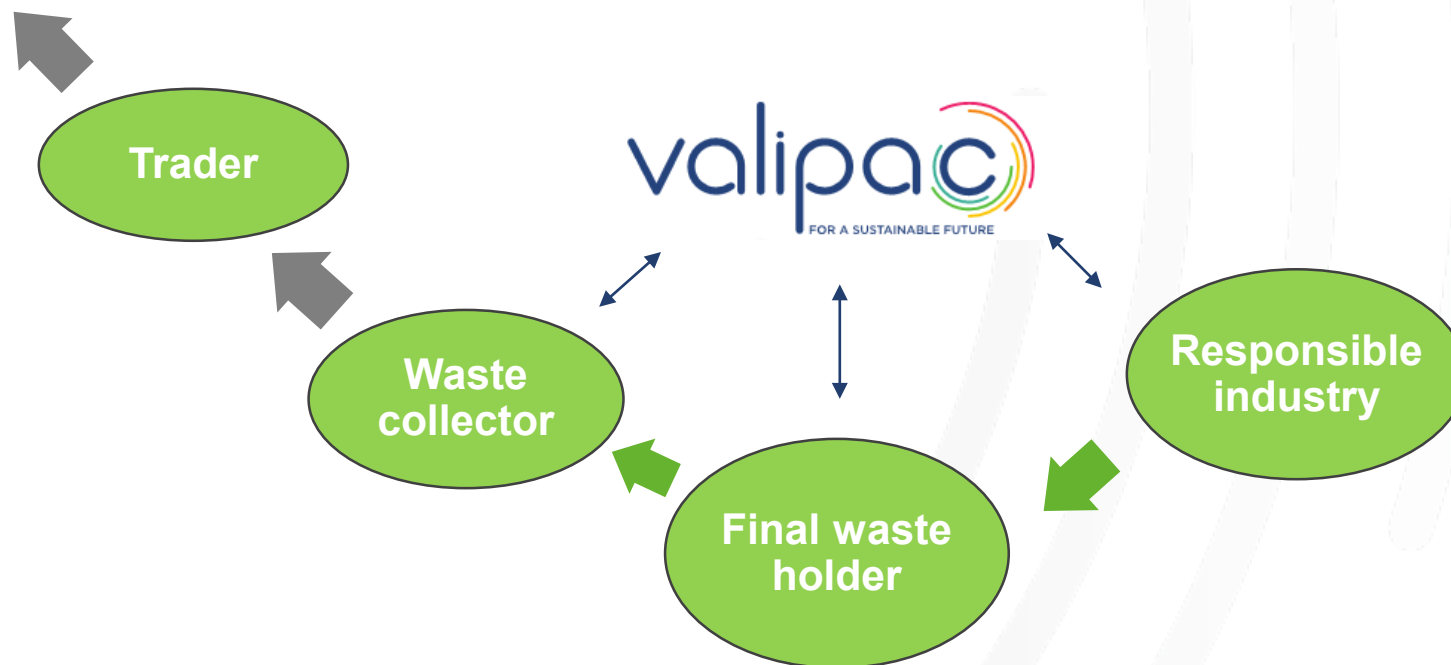 Trader
valipac
FOR A SUSTAINABLE FUTURE
Waste
collector
Responsible
industry
Final waste
holder